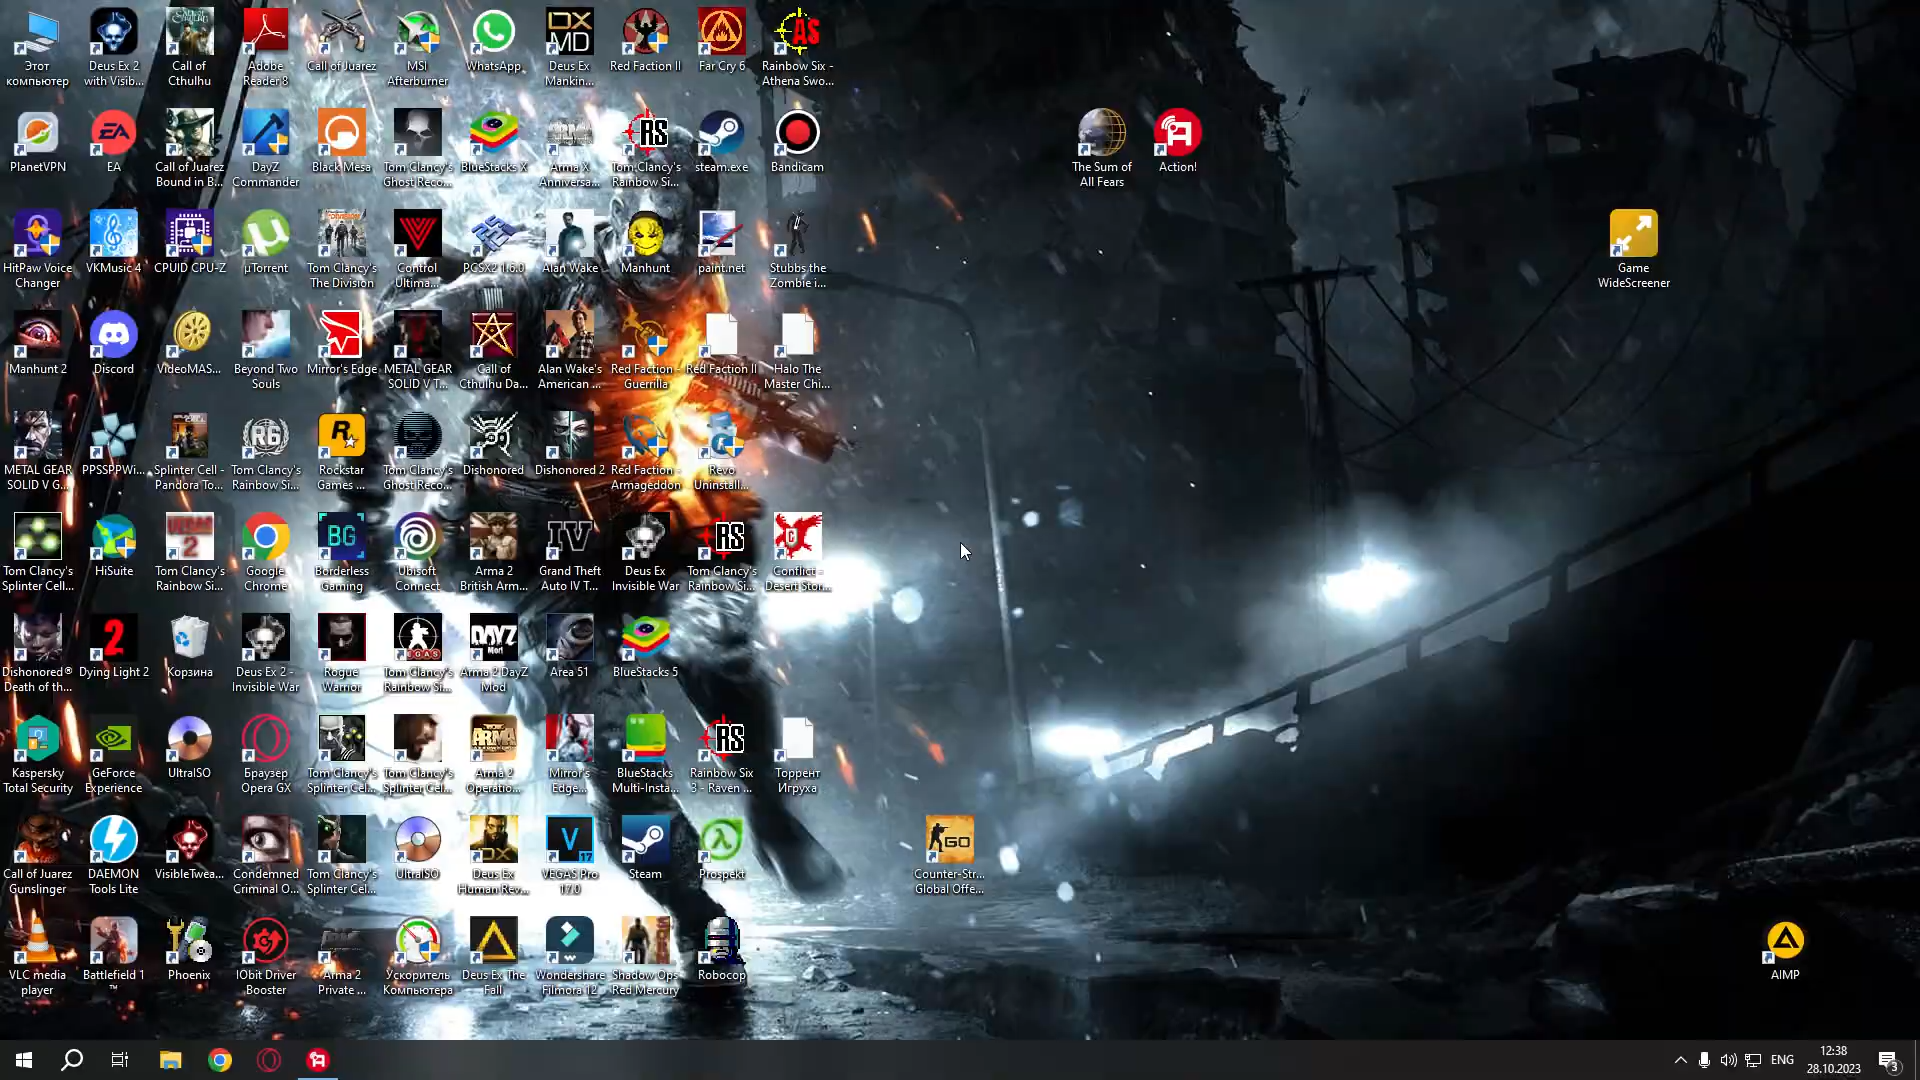 Этот
компьютер
Deus Ex 2
with Visib...
Call of
Cthulhu
Adobe
Reader 8
Call of Juarez
MSI
Afterburner
WhatsApp
Deus Ex
Mankin...
Red Faction II
Far Cry 6
Rainbow Six -
Athena Swo...
PlanetVPN
EA
Call of Juarez
Bound in B...
DayZ
Commander
Black Mesa
Tom Clancy's
Ghost Reco...
BlueStacks X
Arma X
Anniversa...
Tom Clancy's
Rainbow Si...
steam.exe
Bandicam
The Sum of
All Fears
Action!
HitPaw Voice
Changer
VKMusic 4
CPUID CPU-Z
µTorrent
Tom Clancy's
The Division
Control
Ultima...
PCSX2 1.6.0
Alan Wake
Manhunt
paint.net
Stubbs the
Zombie i...
Game
WideScreener
Manhunt 2
Discord
VideoMAS...
Beyond Two
Souls
Mirror's Edge
METAL GEAR
SOLID V T...
Call of
Cthulhu Da...
Alan Wake's
American ...
Red Faction -
Guerrilla
Red Faction II
Halo The
Master Chi...
METAL GEAR
SOLID V G...
PPSSPPWi...
Splinter Cell -
Pandora To...
Tom Clancy's
Rainbow Si...
Rockstar
Games ...
Tom Clancy's
Ghost Reco...
Dishonored
Dishonored 2
Red Faction -
Armageddon
Revo
Uninstall...
Tom Clancy's
Splinter Cell...
HiSuite
Tom Clancy's
Rainbow Si...
Google
Chrome
Borderless
Gaming
Ubisoft
Connect
Arma 2
British Arm...
Grand Theft
Auto IV T...
Deus Ex
Invisible War
Tom Clancy's
Rainbow Si...
Conflict -
Desert Stor...
Dishonored®
Death of th...
Dying Light 2
Корзина
Deus Ex 2 -
Invisible War
Rogue
Warrior
Tom Clancy's
Rainbow Si...
Arma 2 DayZ
Mod
Area 51
BlueStacks 5
Kaspersky
Total Security
GeForce
Experience
UltraISO
Браузер
Opera GX
Tom Clancy's
Splinter Cel...
Tom Clancy's
Splinter Cel...
Arma 2
Operatio...
Mirror's
Edge...
BlueStacks
Multi-Insta...
Rainbow Six
3 - Raven ...
Торрент
Игруха
Call of Juarez
Gunslinger
DAEMON
Tools Lite
VisibleTwea...
Condemned
Criminal O...
Tom Clancy's
Splinter Cel...
UltraISO
Deus Ex
Human Rev...
VEGAS Pro
17.0
Steam
Prospekt
Counter-Str...
Global Offe...
VLC media
player
Battlefield 1
™
Phoenix
IObit Driver
Booster
Arma 2
Private ...
Ускоритель
Компьютера
Deus Ex The
Fall
Wondershare
Filmora 12
Shadow Ops
Red Mercury
Robocop
AIMP
ENG
12:38
28.10.2023
3